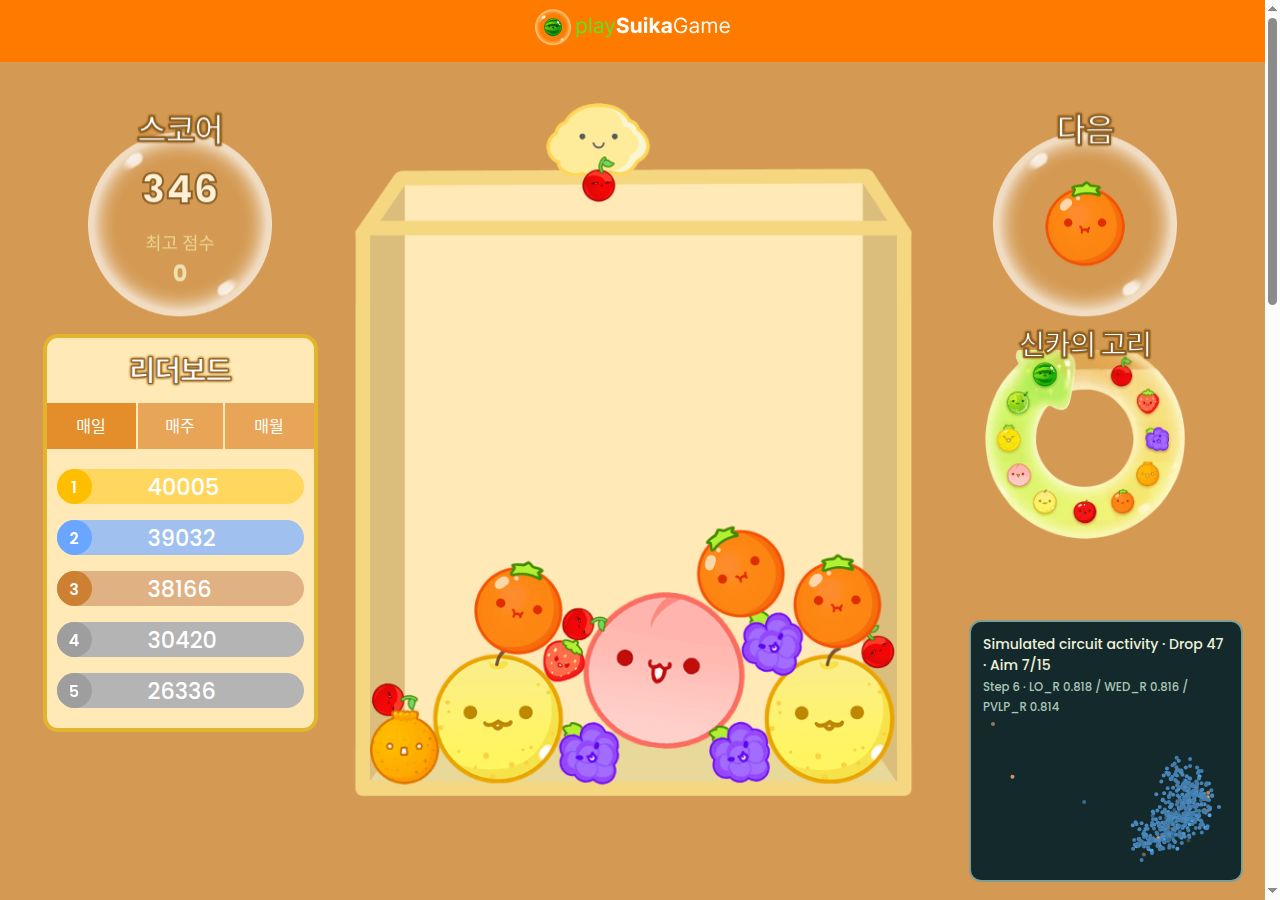 playSuikaGame
스코어
346
최고 점수
0
리더보드
매일 매주 매월
1 40005
2 39032
3 38166
4 30420
5 26336
다음
신카의 고리
Simulated circuit activity · Drop 47
· Aim 7/15
Step 6 · LO_R 0.818 / WED_R 0.816 /
PVLP_R 0.814